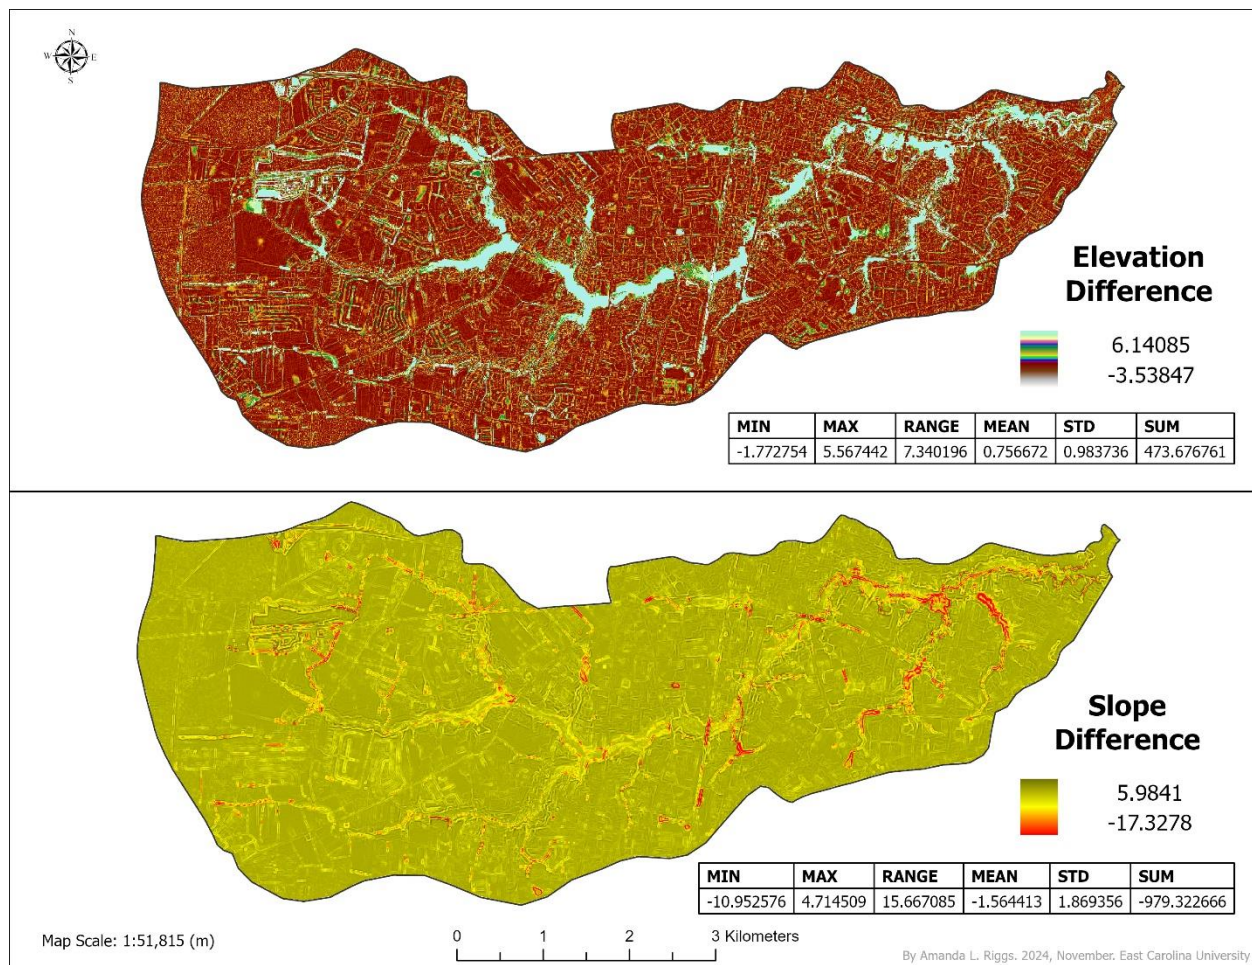 N
W E
S
Elevation
Difference
6.14085
-3.53847
MIN MAX RANGE MEAN STD SUM
-1.772754 5.567442 7.340196 0.756672 0.983736 473.676761
Slope
Difference
5.9841
-17.3278
MIN MAX RANGE MEAN STD SUM
-10.952576 4.714509 15.667085 -1.564413 1.869356 -979.322666
Map Scale: 1:51,815 (m)
0 1 2 3 Kilometers
By Amanda L. Riggs. 2024, November. East Carolina University